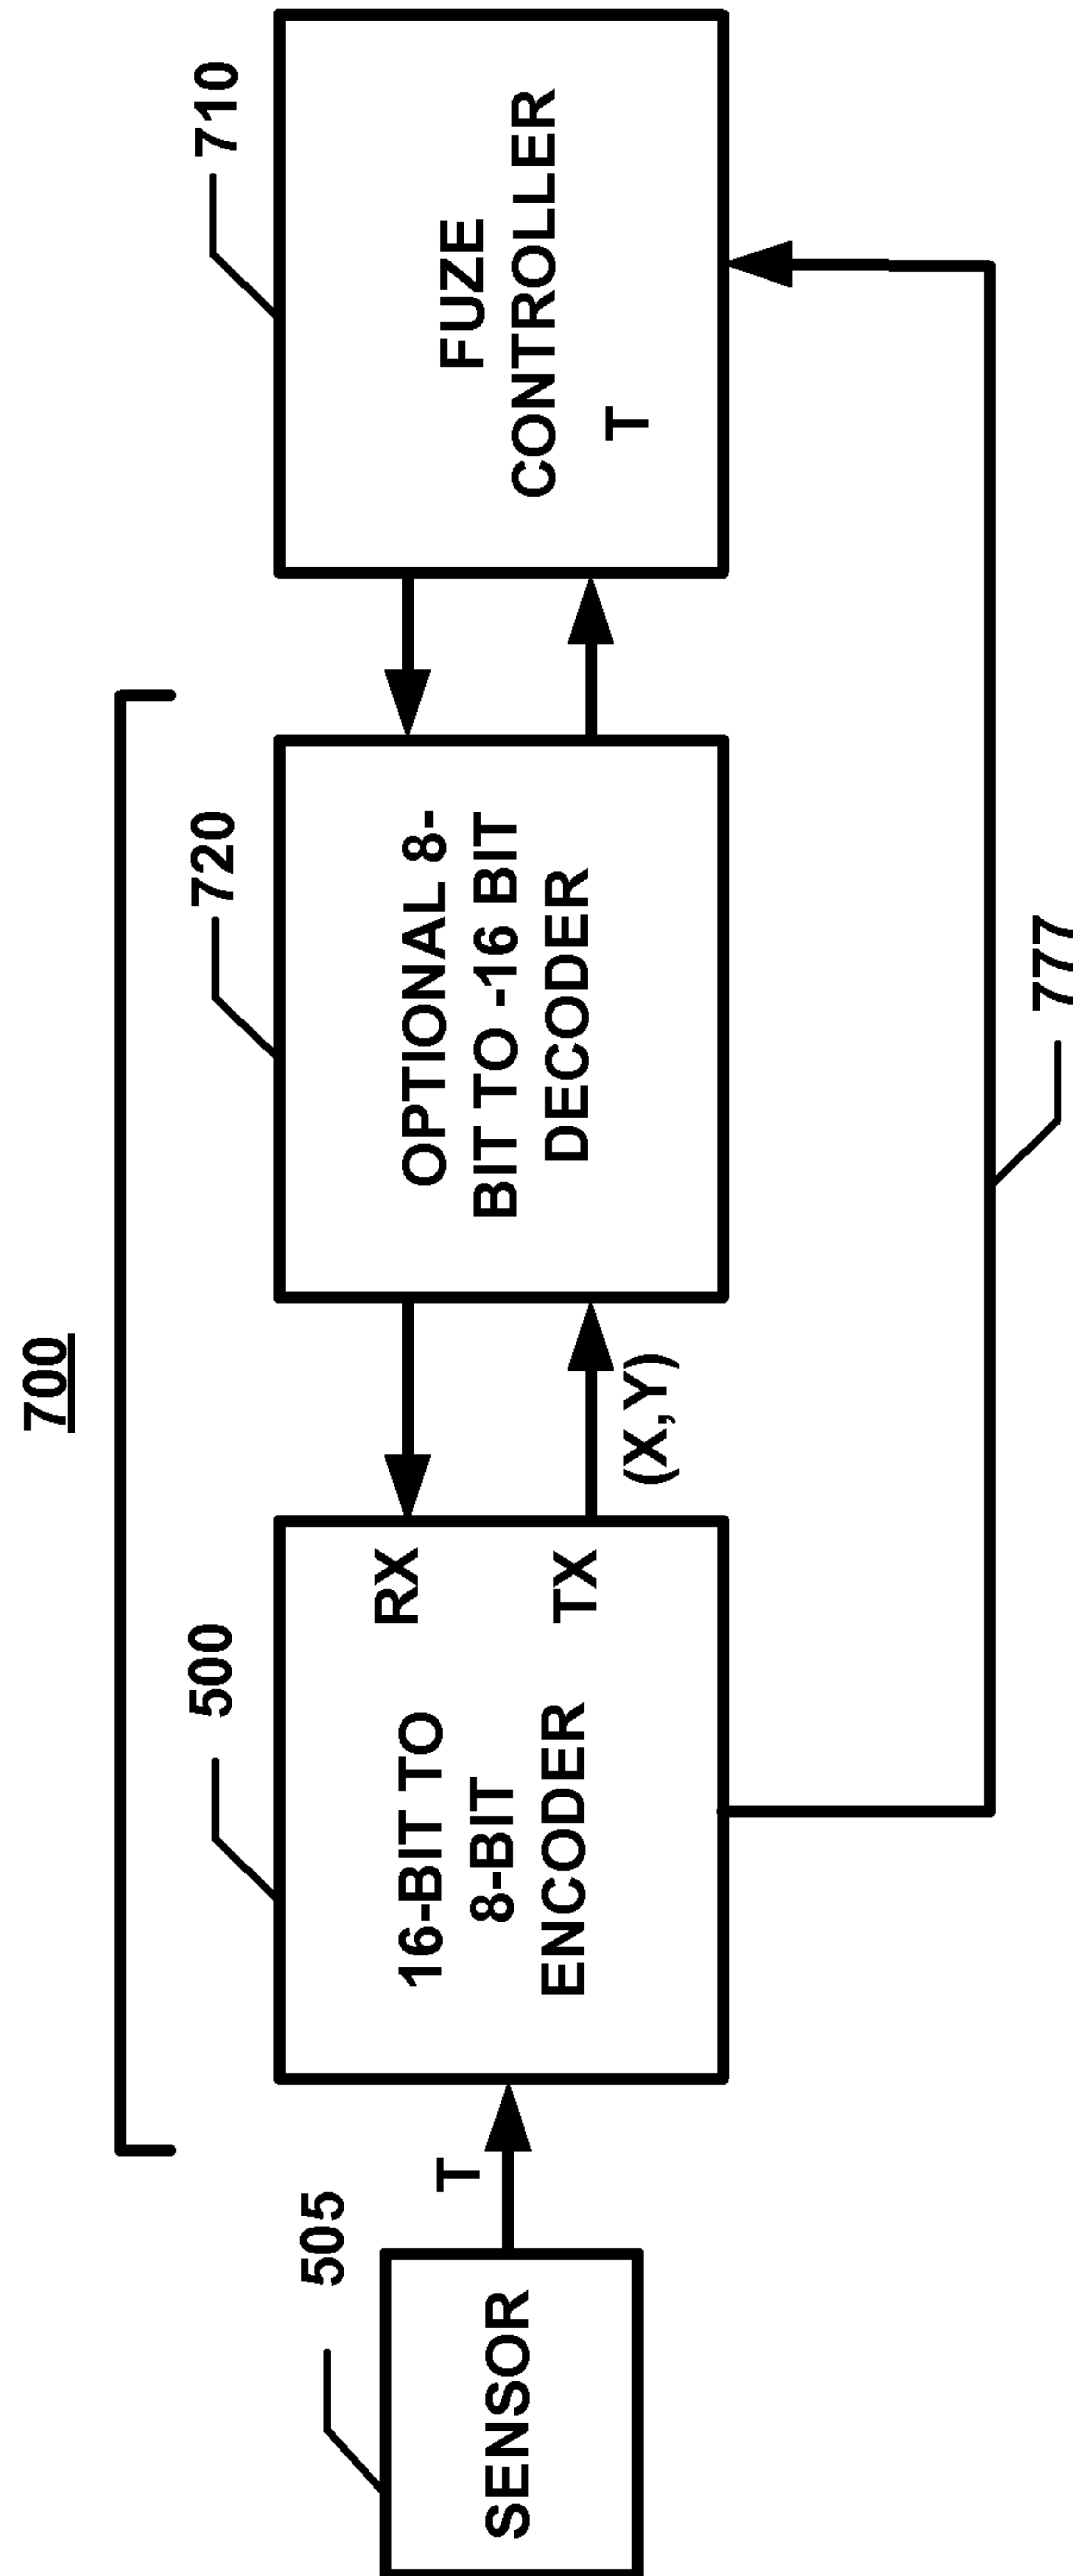 700
505
SENSOR
T
500
16-BIT TO
8-BIT
ENCODER
RX
TX
(X,Y)
720
OPTIONAL 8-
BIT TO -16 BIT
DECODER
710
FUZE
CONTROLLER
T
777